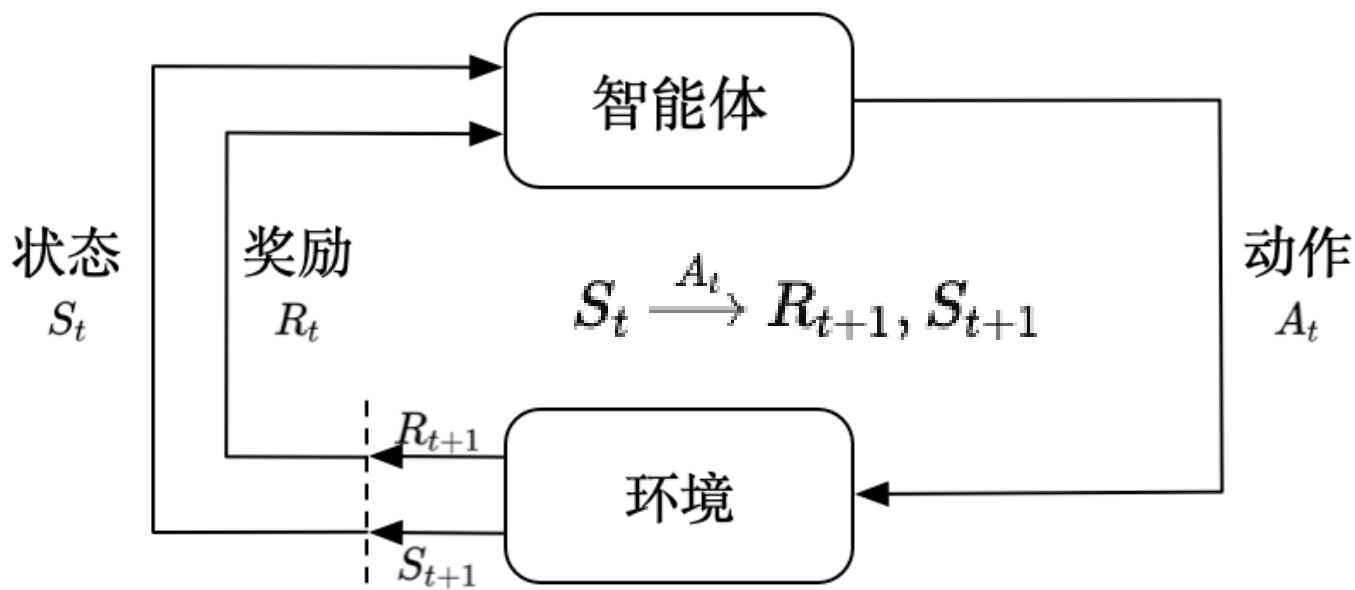 智能体
状态
S_t
奖励
R_t
S_t \xrightarrow{A_t} R_{t+1}, S_{t+1}
动作
A_t
R_{t+1}
环境
S_{t+1}